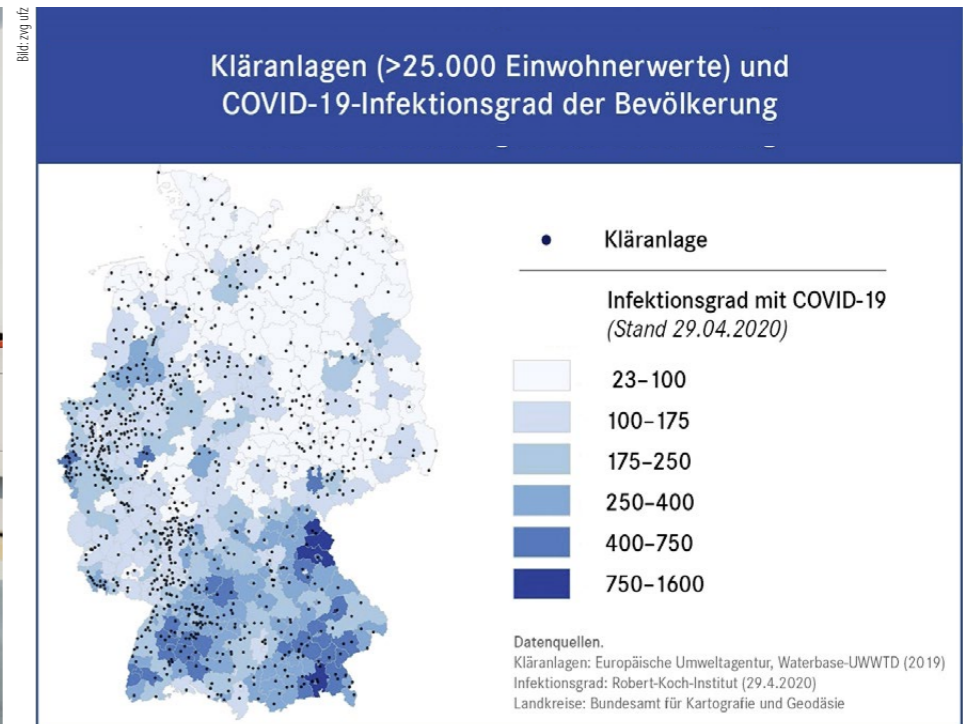 Bild: zvg ufz
Kläranlagen (>25.000 Einwohnerwerte) und
COVID-19-Infektionsgrad der Bevölkerung
Kläranlage
Infektionsgrad mit COVID-19
(Stand 29.04.2020)
23–100
100–175
175–250
250–400
400–750
750–1600
Datenquellen.
Kläranlagen: Europäische Umweltagentur, Waterbase-UWWTD (2019)
Infektionsgrad: Robert-Koch-Institut (29.4.2020)
Landkreise: Bundesamt für Kartografie und Geodäsie